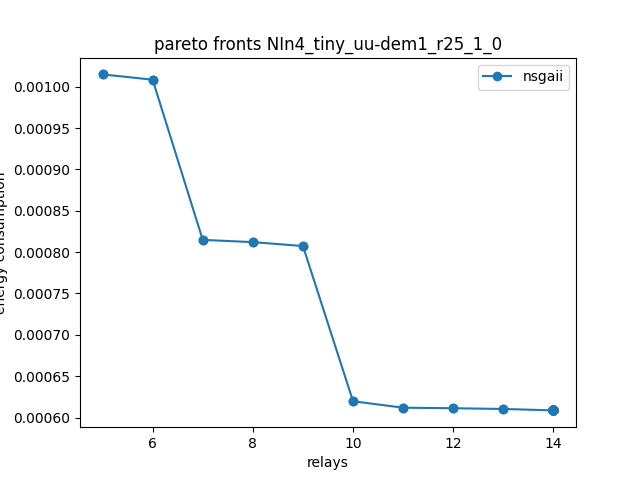 pareto fronts NIn4_tiny_uu-dem1_r25_1_0
nsgaii
0.00100
0.00095
0.00090
0.00085
0.00080
0.00075
0.00070
0.00065
0.00060
energy consumption
6 8 10 12 14
relays